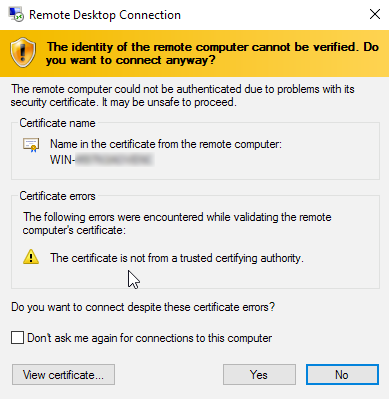 Remote Desktop Connection
The identity of the remote computer cannot be verified. Do
you want to connect anyway?
The remote computer could not be authenticated due to problems with its
security certificate. It may be unsafe to proceed.
Certificate name
Name in the certificate from the remote computer:
WIN-
Certificate errors
The following errors were encountered while validating the remote
computer's certificate:
The certificate is not from a trusted certifying authority.
Do you want to connect despite these certificate errors?
Don't ask me again for connections to this computer
View certificate...
Yes
No